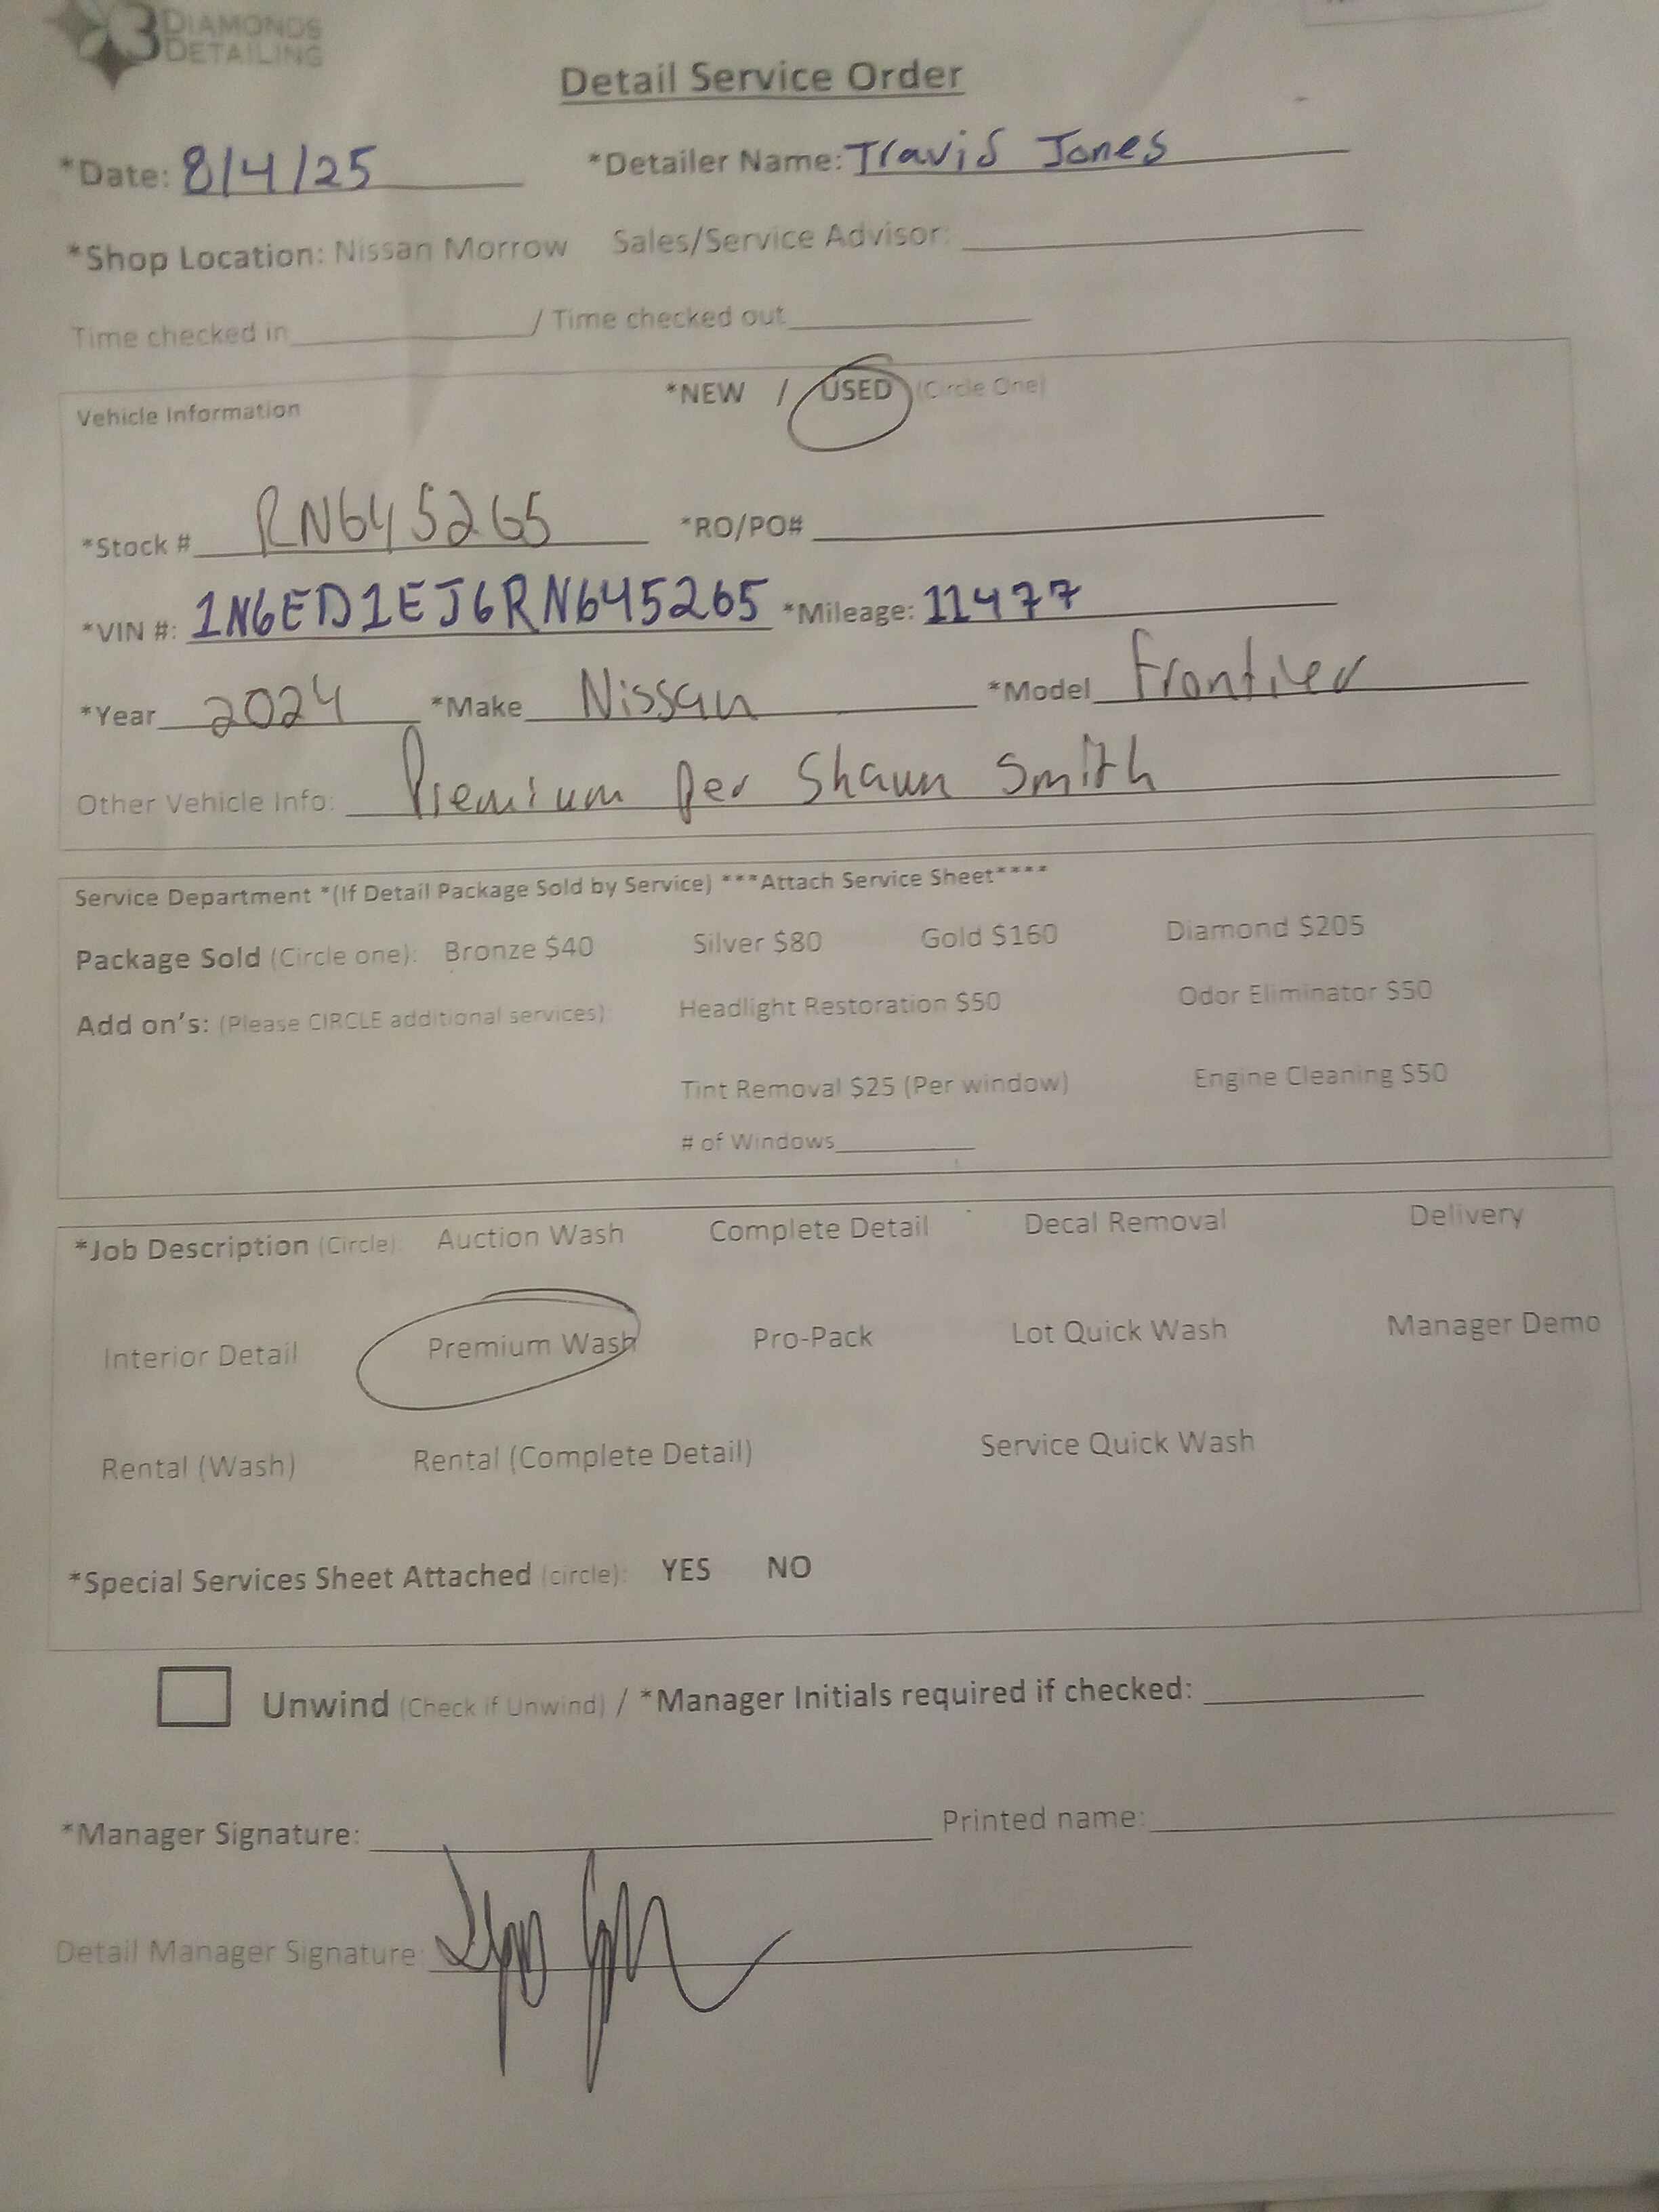 3 DIAMONDS
DETAILING
Detail Service Order
*Date: 8/4/25 *Detailer Name: Travis Jones
*Shop Location: Nissan Morrow Sales/Service Advisor:
Time checked in / Time checked out
Vehicle Information *NEW / USED (Circle One)
*Stock # RN645265 *RO/PO#
*VIN #: 1N6ED1EJ6RN645265 *Mileage: 11477
*Year 2024 *Make Nissan *Model Frontier
Other Vehicle Info: Premium Per Shaun Smith
Service Department *(If Detail Package Sold by Service) ***Attach Service Sheet****
Package Sold (Circle one): Bronze $40 Silver $80 Gold $160 Diamond $205
Add on's: (Please CIRCLE additional services) Headlight Restoration $50 Odor Eliminator $50
Tint Removal $25 (Per window) Engine Cleaning $50
# of Windows
*Job Description (Circle) Auction Wash Complete Detail Decal Removal Delivery
Interior Detail Premium Wash Pro-Pack Lot Quick Wash Manager Demo
Rental (Wash) Rental (Complete Detail) Service Quick Wash
*Special Services Sheet Attached (circle): YES NO
Unwind (Check if Unwind) / *Manager Initials required if checked:
*Manager Signature: Printed name:
Detail Manager Signature: